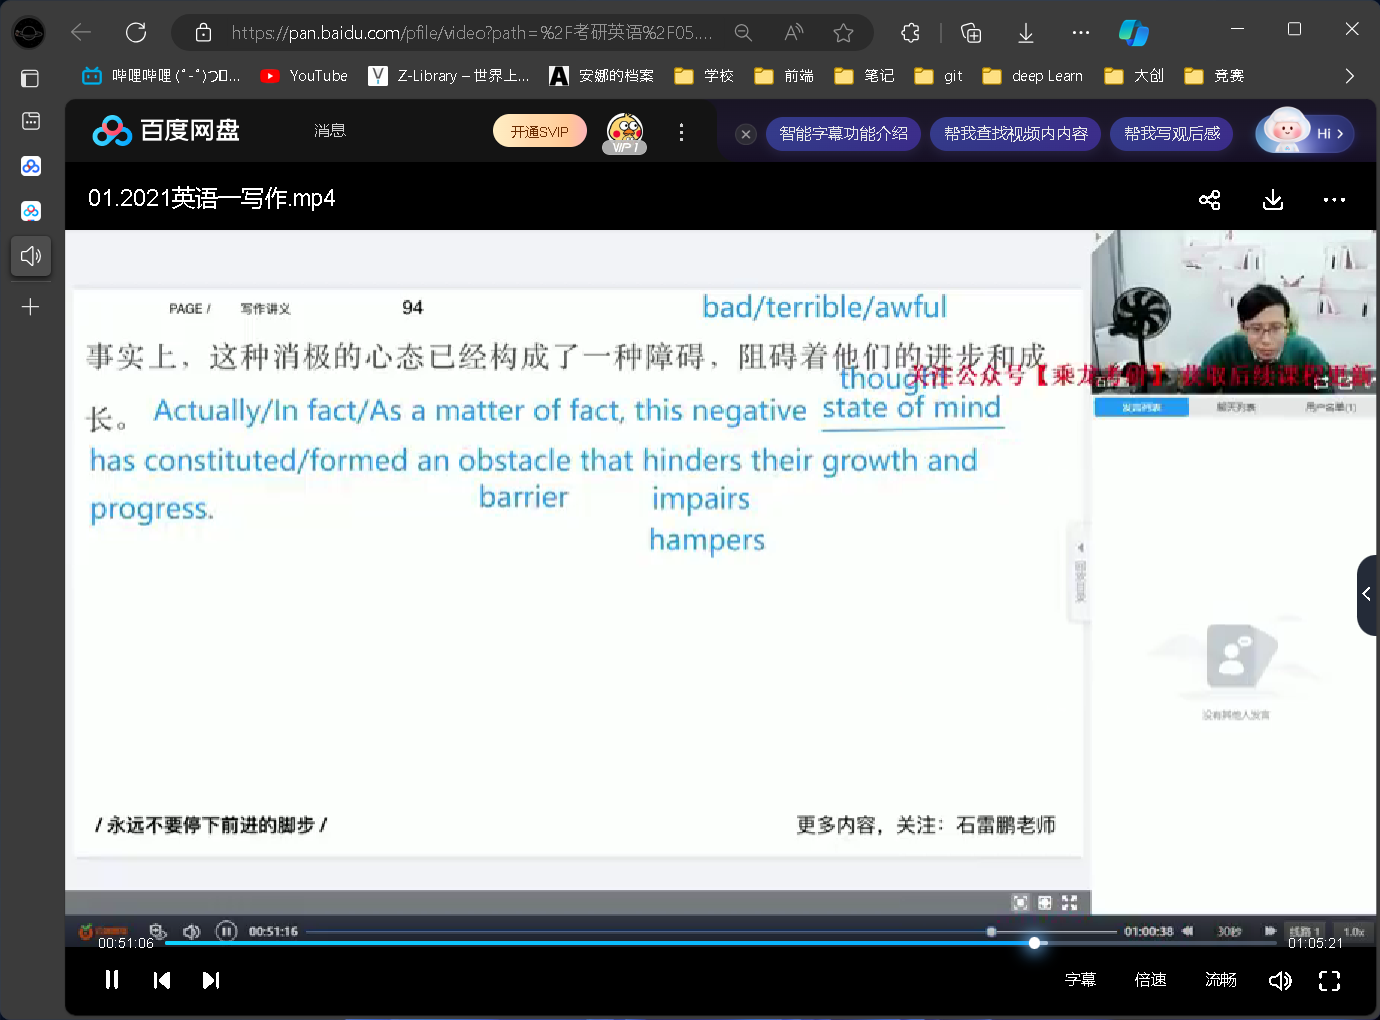 https://pan.baidu.com/pfile/video?path=%2F考研英语%2F05....
哔哩哔哩 (゜-゜)つロ...
YouTube
Z-Library – 世界上...
安娜的档案
学校
前端
笔记
git
deep Learn
大创
竞赛
百度网盘
消息
开通SVIP
VIP 1
智能字幕功能介绍
帮我查找视频内内容
帮我写观后感
Hi
01.2021英语一写作.mp4
PAGE / 写作讲义 94
bad/terrible/awful
事实上，这种消极的心态已经构成了一种障碍，阻碍着他们的进步和成
thought
关注公众号【乘龙考研】 获取后续课程更新
长。 Actually/In fact/As a matter of fact, this negative state of mind
has constituted/formed an obstacle that hinders their growth and
barrier impairs
progress.
hampers
发言列表 聊天列表 用户名单(1)
没有其他人发言
/ 永远不要停下前进的脚步 /
更多内容，关注：石雷鹏老师
00:51:16
01:00:38
30秒
线路 1
1.0x
00:51:06
01:05:21
字幕
倍速
流畅